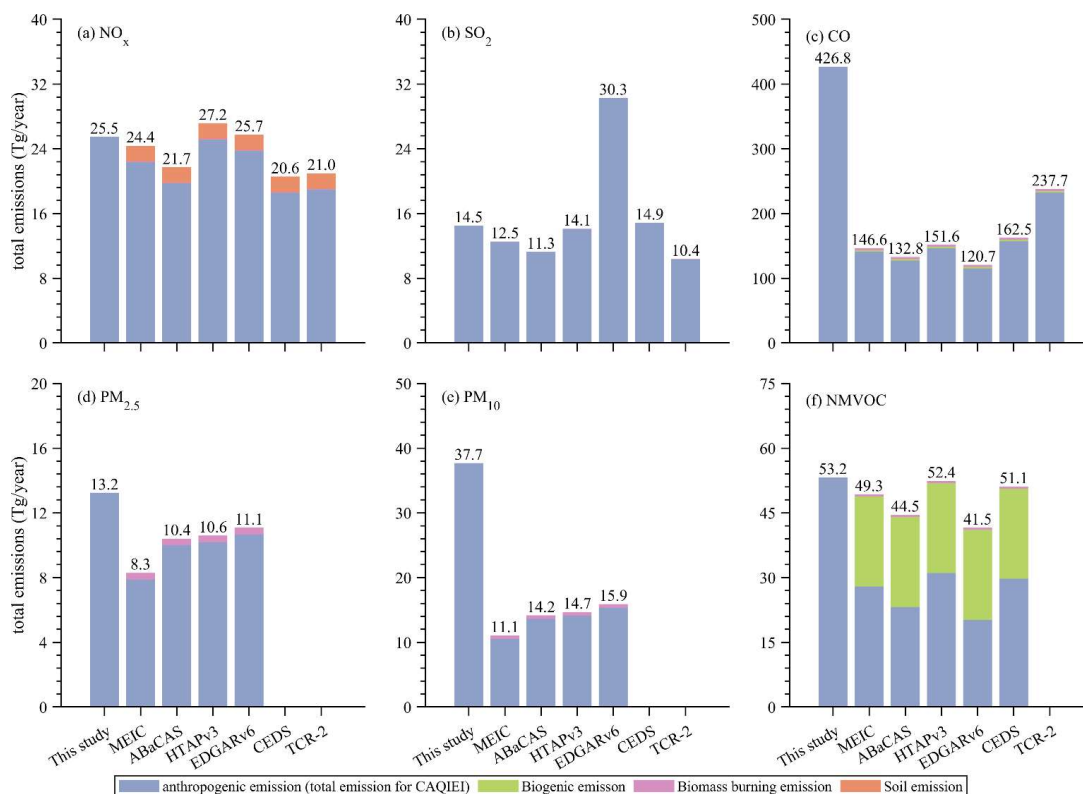 (a) NOx
(b) SO2
(c) CO
total emissions (Tg/year)
40
32
24
16
8
0
25.5
24.4
21.7
27.2
25.7
20.6
21.0
40
32
24
16
8
0
14.5
12.5
11.3
14.1
30.3
14.9
10.4
500
400
300
200
100
0
426.8
146.6
132.8
151.6
120.7
162.5
237.7
(d) PM2.5
(e) PM10
(f) NMVOC
total emissions (Tg/year)
20
16
12
8
4
0
13.2
8.3
10.4
10.6
11.1
50
40
30
20
10
0
37.7
11.1
14.2
14.7
15.9
75
60
45
30
15
0
53.2
49.3
44.5
52.4
41.5
51.1
This study
MEIC
ABaCAS
HTAPv3
EDGARv6
CEDS
TCR-2
This study
MEIC
ABaCAS
HTAPv3
EDGARv6
CEDS
TCR-2
This study
MEIC
ABaCAS
HTAPv3
EDGARv6
CEDS
TCR-2
anthropogenic emission (total emission for CAQIEI)
Biogenic emisson
Biomass burning emission
Soil emission